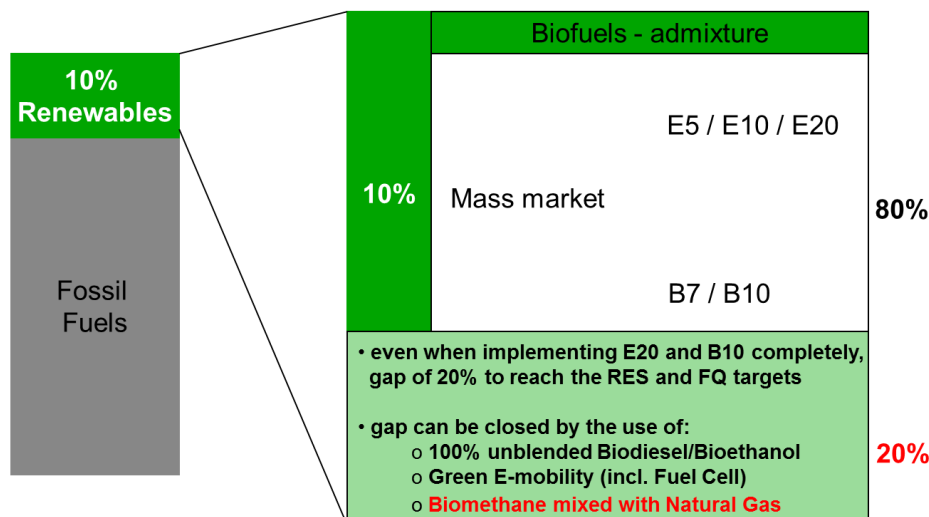 10%
Renewables
Fossil
Fuels
10%
Biofuels - admixture
E5 / E10 / E20
Mass market
B7 / B10
80%
• even when implementing E20 and B10 completely,
gap of 20% to reach the RES and FQ targets
• gap can be closed by the use of:
o 100% unblended Biodiesel/Bioethanol
o Green E-mobility (incl. Fuel Cell)
o Biomethane mixed with Natural Gas
20%